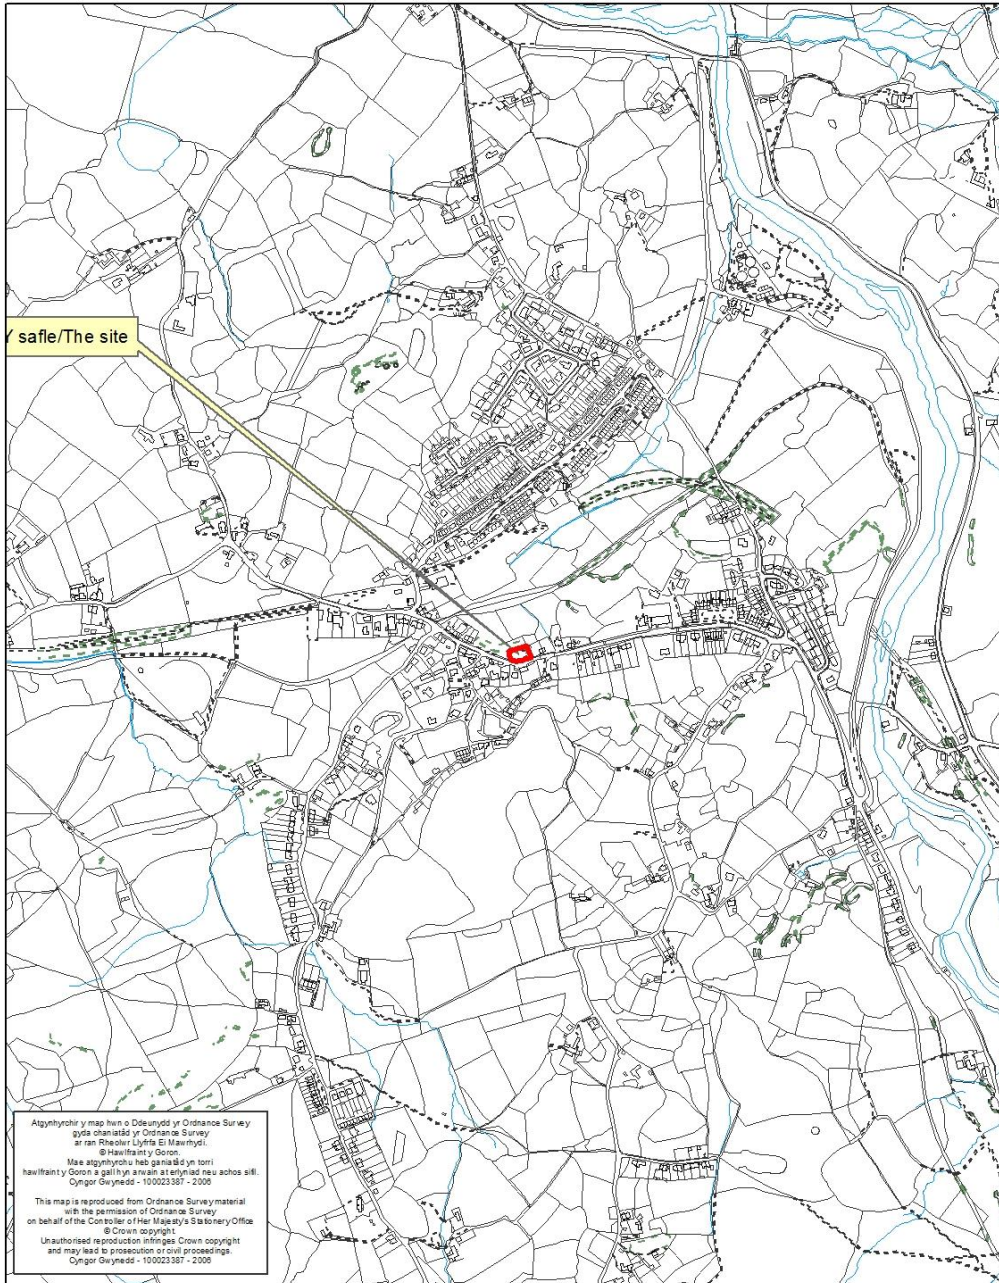 Y safle/The site
Atgynhyrchir y map hwn o Ddeunydd yr Ordnance Survey
gyda chaniatâd yr Ordnance Survey
ar ran Rheolwr Llyfrfa Ei Mawrhydi.
© Hawlfraint y Goron.
Mae atgynhyrchu heb ganiatâd yn torri
hawlfraint y Goron a gall hyn arwain at erlyniad neu achos sifil.
Cyngor Gwynedd - 100023387 - 2006
This map is reproduced from Ordnance Survey material
with the permission of Ordnance Survey
on behalf of the Controller of Her Majesty's Stationery Office
© Crown copyright.
Unauthorised reproduction infringes Crown copyright
and may lead to prosecution or civil proceedings.
Cyngor Gwynedd - 100023387 - 2006